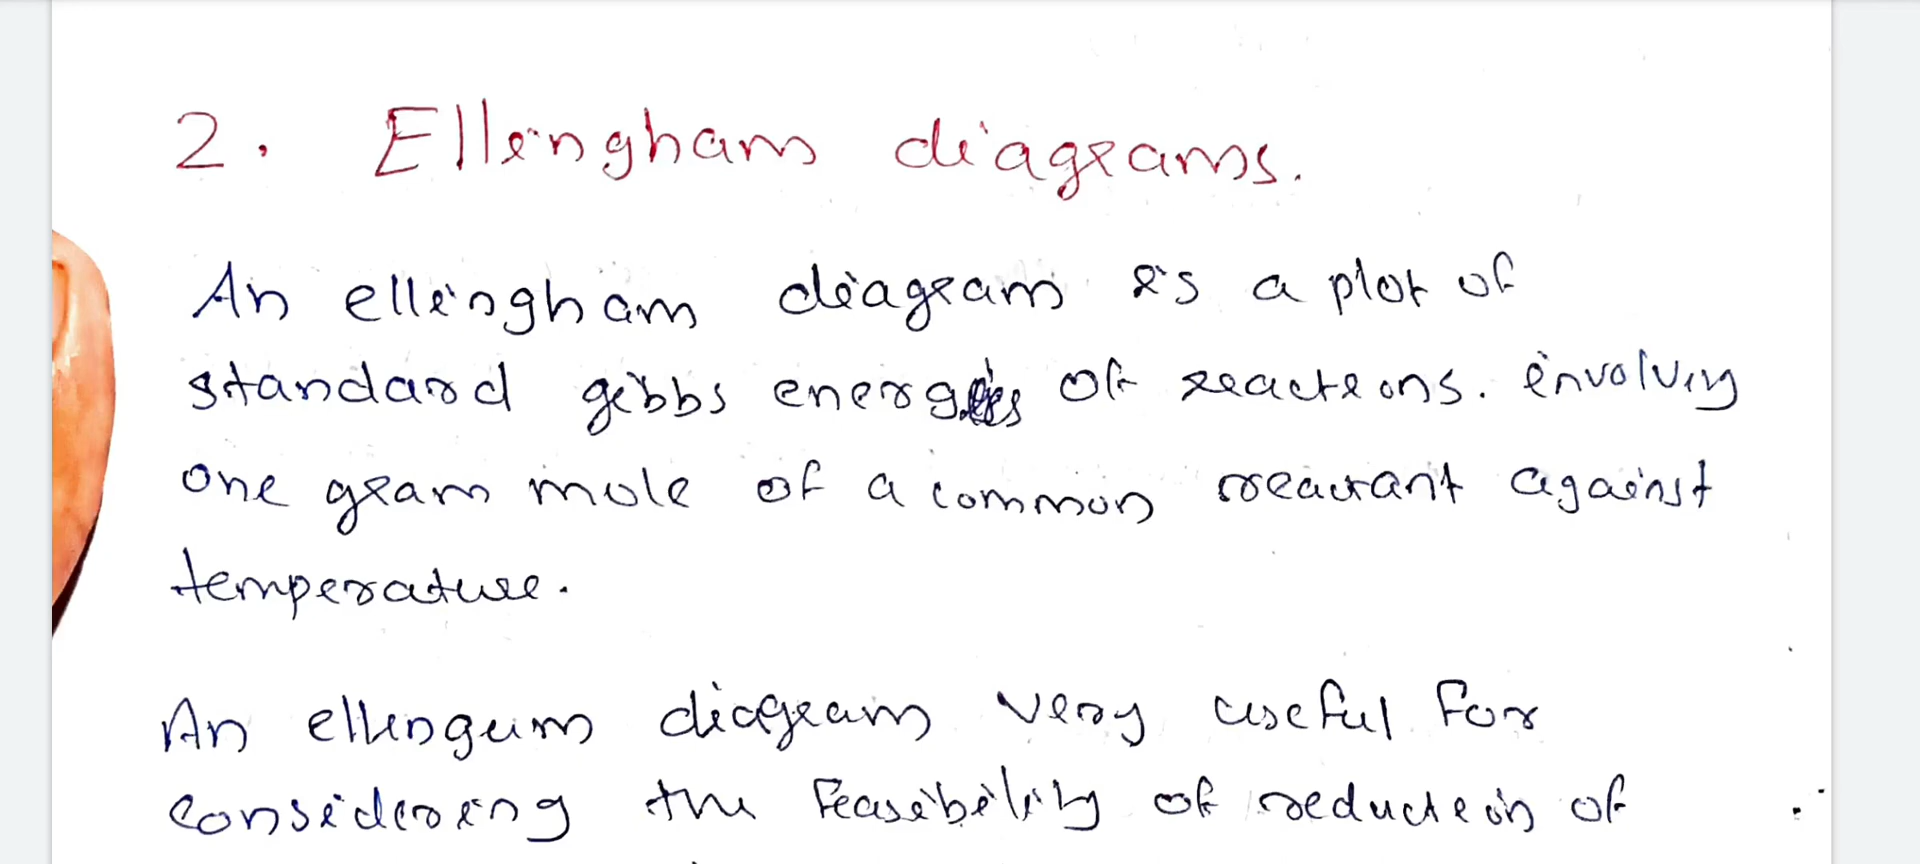 2. Ellingham diagrams.
An ellingham diagram is a plot of
standard gibbs energies of reactions. involving
one gram mole of a common reactant against
temperature.
An ellingum diagram very useful for
considering the feasibility of reduction of